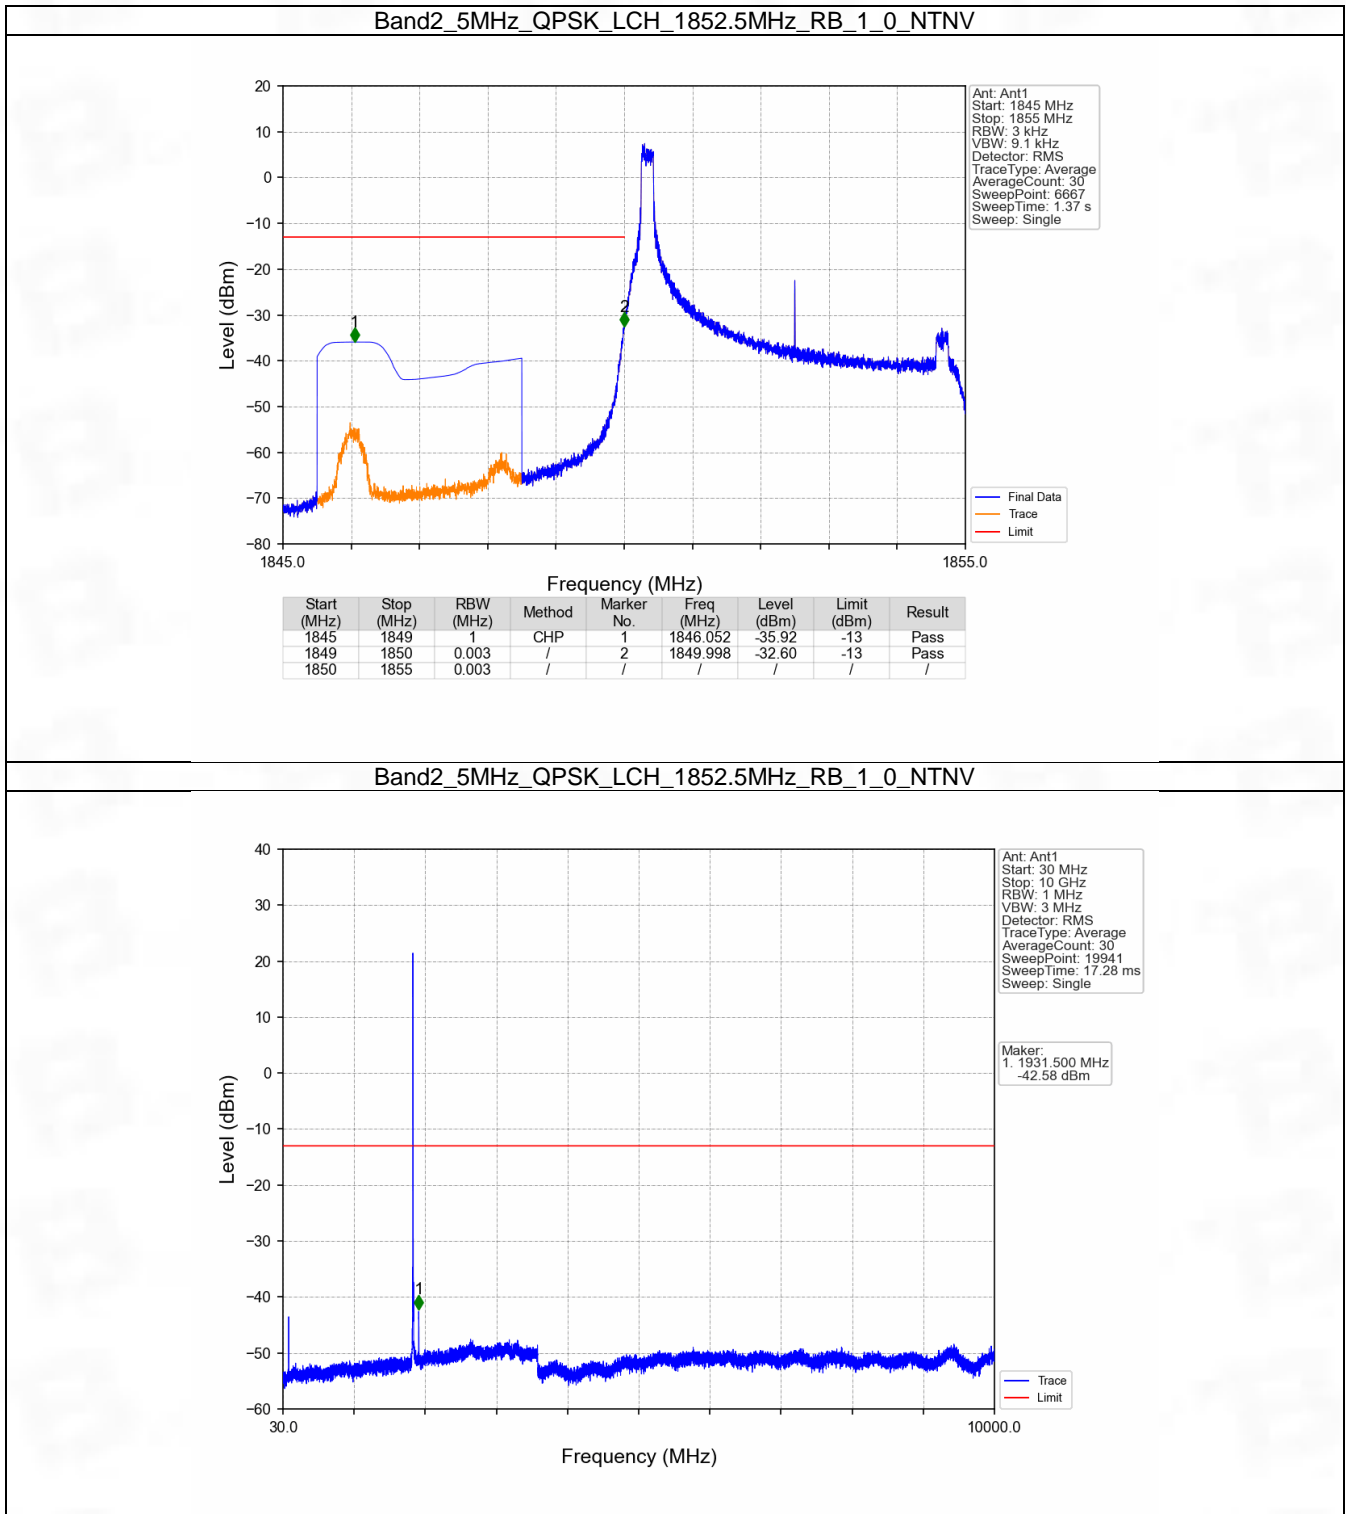 Band2_5MHz_QPSK_LCH_1852.5MHz_RB_1_0_NTNV
20
10
0
−10
−20
−30
−40
−50
−60
−70
−80
Level (dBm)
1
2
1845.0
1855.0
Frequency (MHz)
Ant: Ant1
Start: 1845 MHz
Stop: 1855 MHz
RBW: 3 kHz
VBW: 9.1 kHz
Detector: RMS
TraceType: Average
AverageCount: 30
SweepPoint: 6667
SweepTime: 1.37 s
Sweep: Single
Final Data
Trace
Limit
Start (MHz) Stop (MHz) RBW (MHz) Method Marker No. Freq (MHz) Level (dBm) Limit (dBm) Result
1845 1849 1 CHP 1 1846.052 -35.92 -13 Pass
1849 1850 0.003 / 2 1849.998 -32.60 -13 Pass
1850 1855 0.003 / / / / / /
Band2_5MHz_QPSK_LCH_1852.5MHz_RB_1_0_NTNV
40
30
20
10
0
−10
−20
−30
−40
−50
−60
Level (dBm)
1
30.0
10000.0
Frequency (MHz)
Ant: Ant1
Start: 30 MHz
Stop: 10 GHz
RBW: 1 MHz
VBW: 3 MHz
Detector: RMS
TraceType: Average
AverageCount: 30
SweepPoint: 19941
SweepTime: 17.28 ms
Sweep: Single
Maker:
1. 1931.500 MHz
-42.58 dBm
Trace
Limit